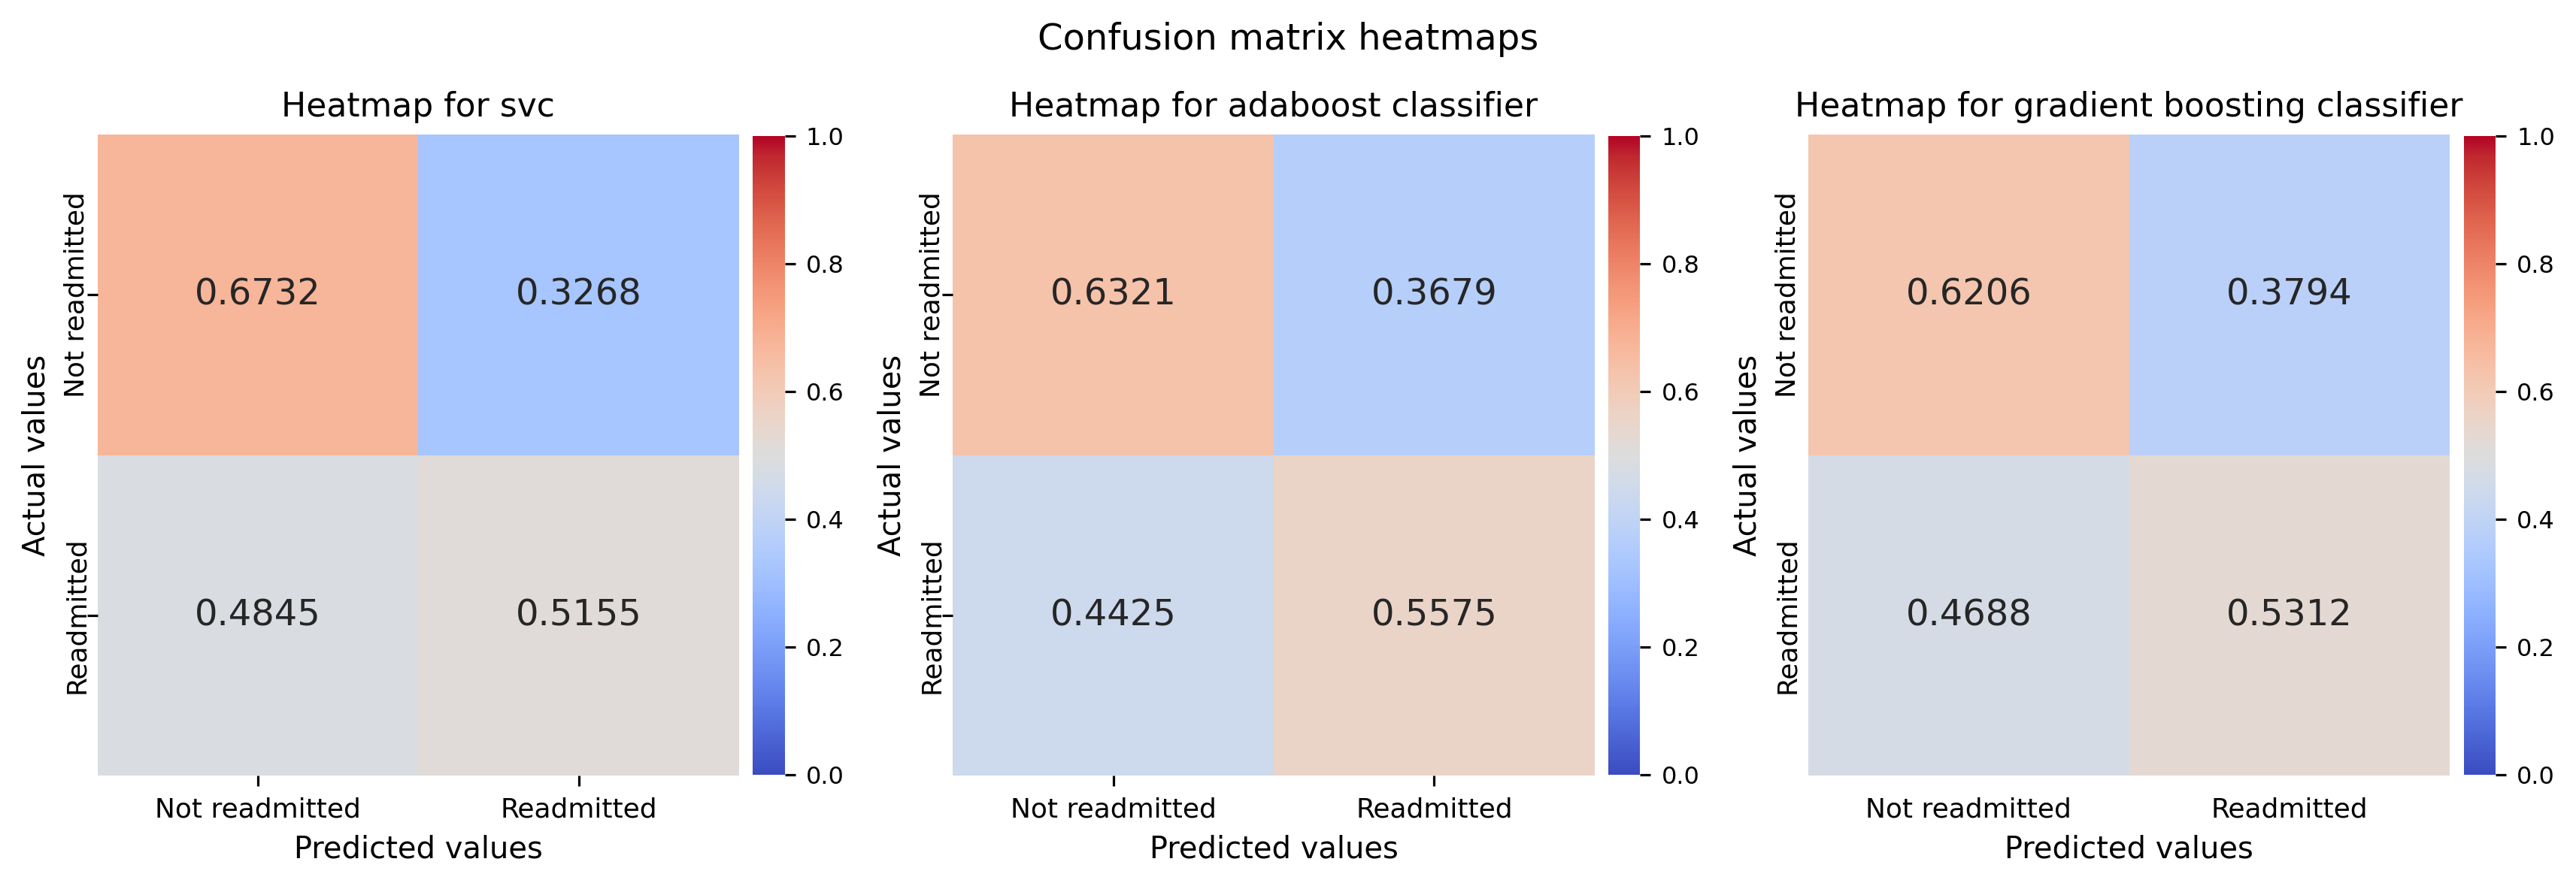 Confusion matrix heatmaps
Heatmap for svc
1.0
0.8
0.6
0.4
0.2
0.0
Actual values
Not readmitted
Readmitted
0.6732 0.3268
0.4845 0.5155
Not readmitted Readmitted
Predicted values
Heatmap for adaboost classifier
1.0
0.8
0.6
0.4
0.2
0.0
Actual values
Not readmitted
Readmitted
0.6321 0.3679
0.4425 0.5575
Not readmitted Readmitted
Predicted values
Heatmap for gradient boosting classifier
1.0
0.8
0.6
0.4
0.2
0.0
Actual values
Not readmitted
Readmitted
0.6206 0.3794
0.4688 0.5312
Not readmitted Readmitted
Predicted values